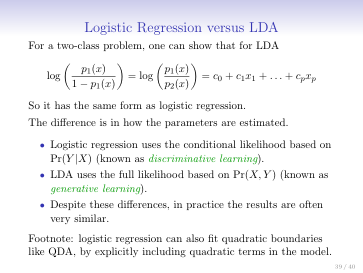 Logistic Regression versus LDA
For a two-class problem, one can show that for LDA
log ( p₁(x) / (1 − p₁(x)) ) = log ( p₁(x) / p₂(x) ) = c₀ + c₁x₁ + . . . + cₚxₚ
So it has the same form as logistic regression.
The difference is in how the parameters are estimated.
• Logistic regression uses the conditional likelihood based on
Pr(Y|X) (known as discriminative learning).
• LDA uses the full likelihood based on Pr(X, Y) (known as
generative learning).
• Despite these differences, in practice the results are often
very similar.
Footnote: logistic regression can also fit quadratic boundaries
like QDA, by explicitly including quadratic terms in the model.
39 / 40